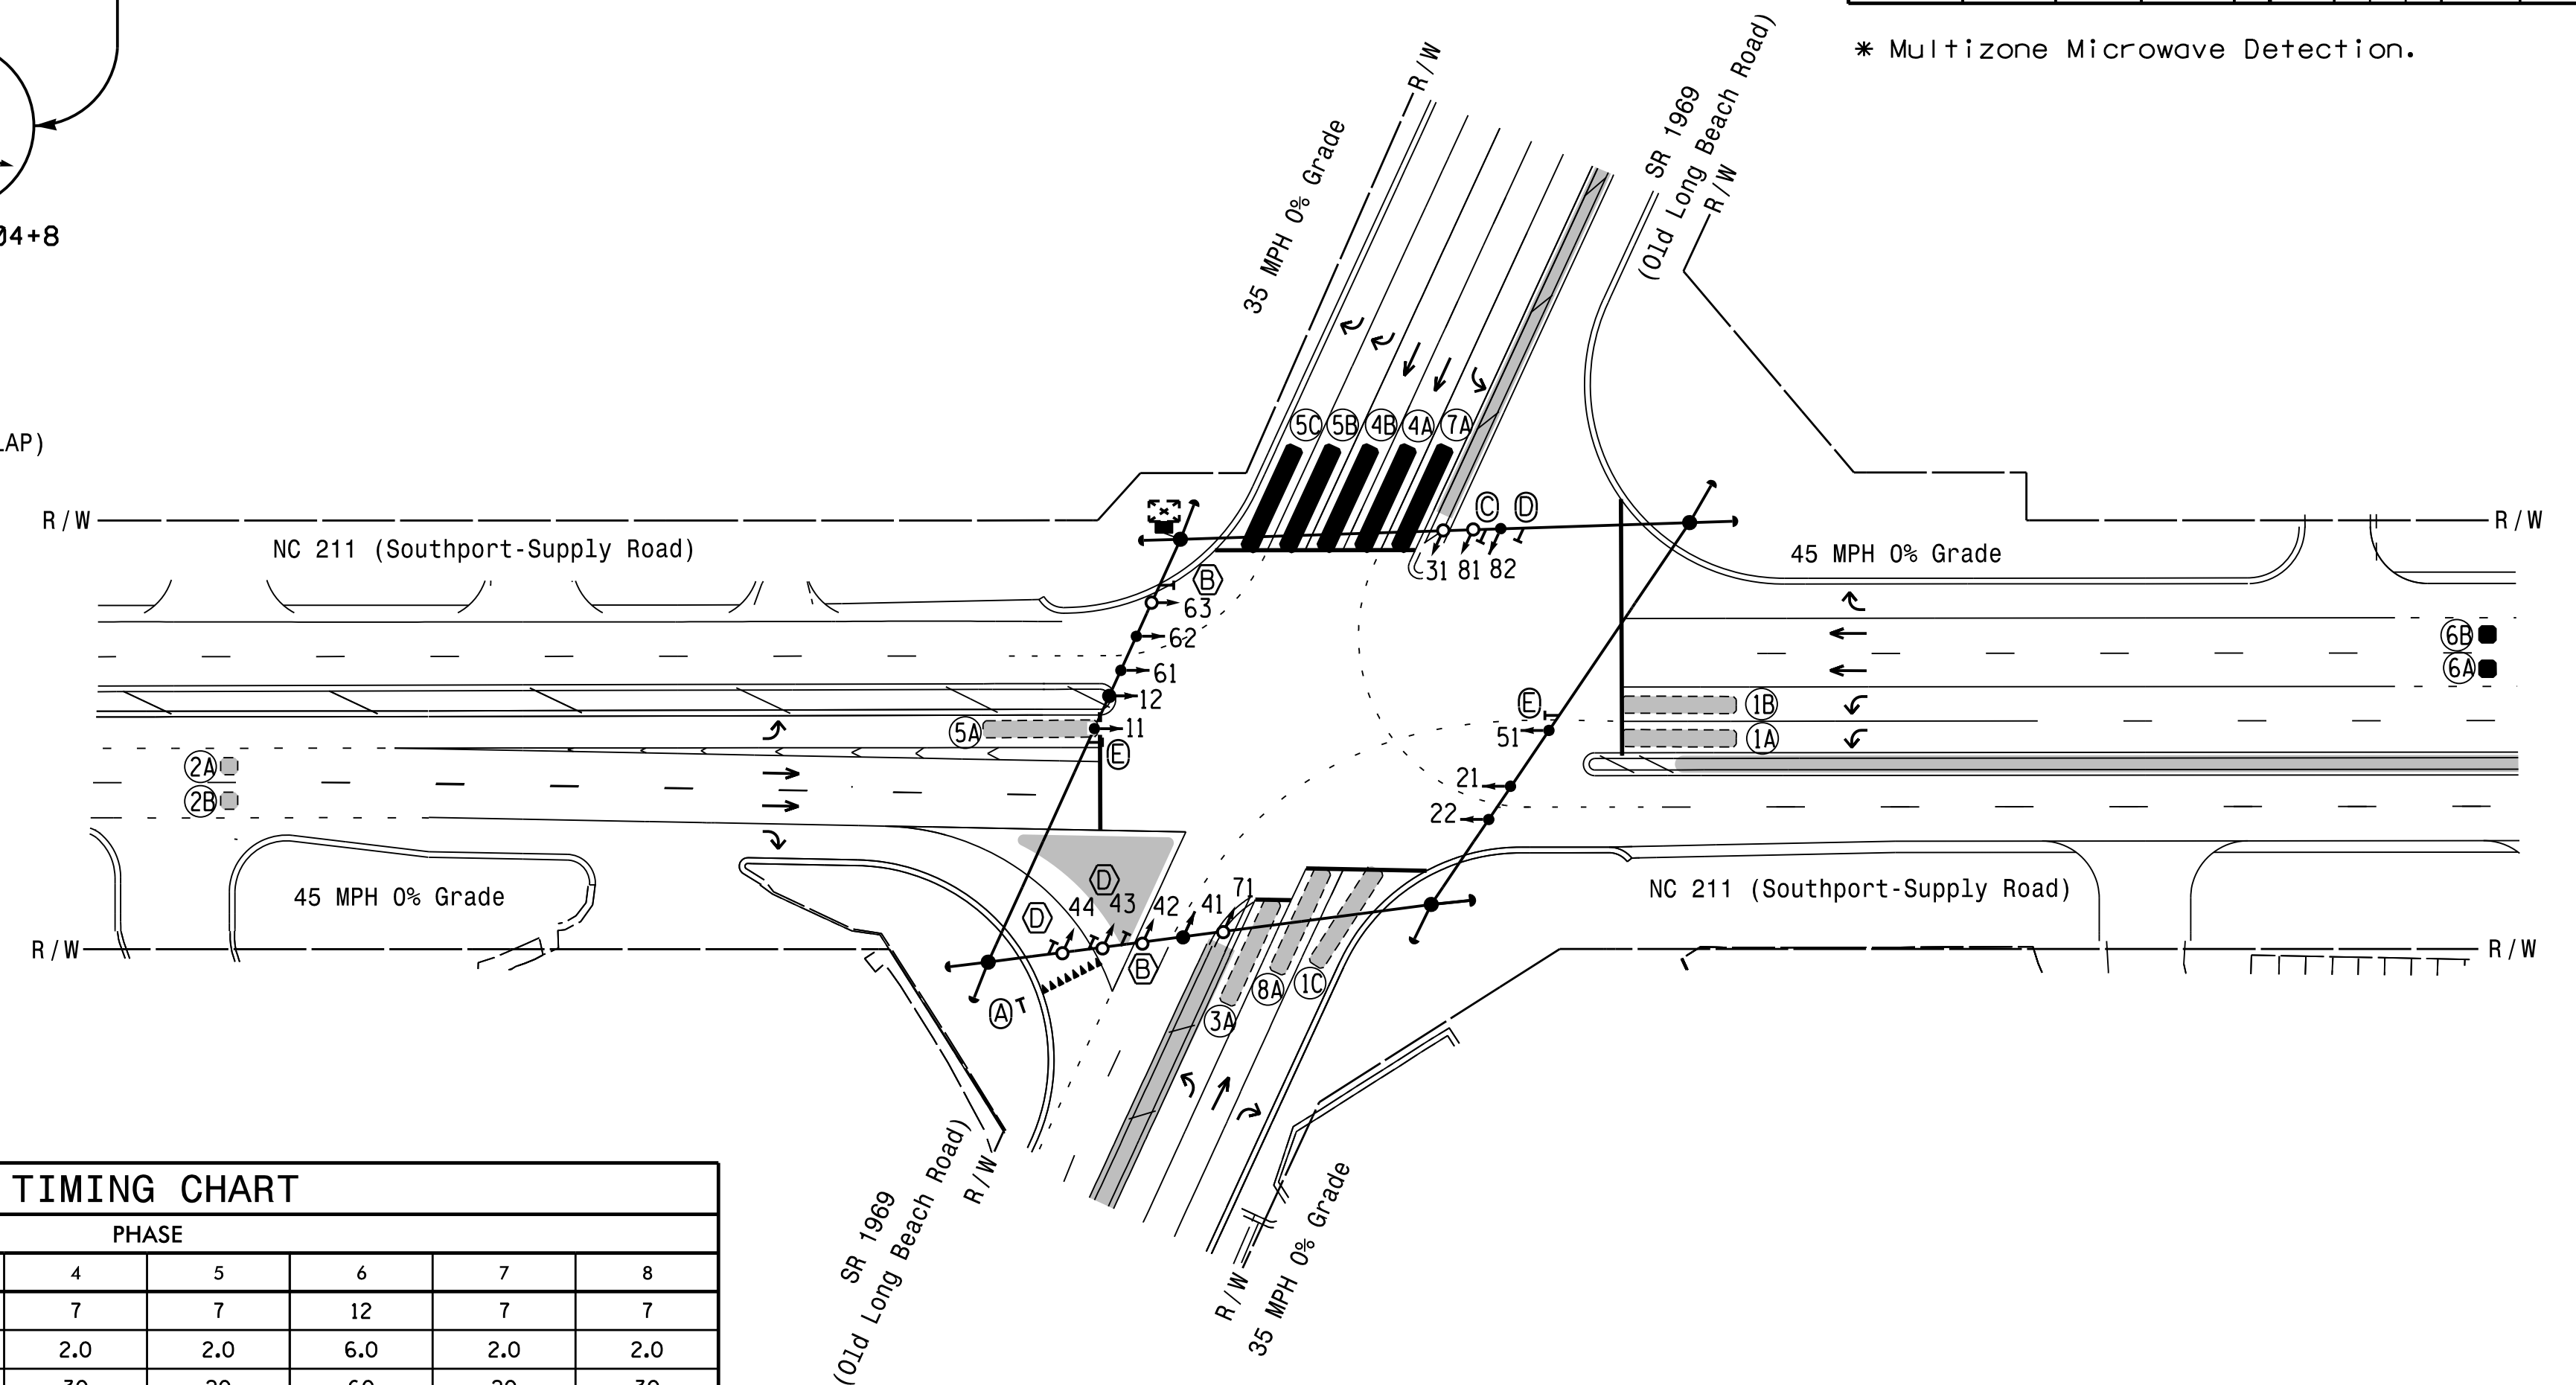 * Multizone Microwave Detection.
R/W
SR 1969
(Old Long Beach Road)
R/W
35 MPH 0% Grade
Ø4+8
LAP)
5C 5B 4B 4A 7A
R/W
NC 211 (Southport-Supply Road)
C D
31 81 82
45 MPH 0% Grade
R/W
B
63
62
61
12
11
E
5A
2A
2B
6B
6A
1B
1A
E
51
21
22
45 MPH 0% Grade
R/W
D
D
44 43 42 41 71
B
A
3A 8A 1C
NC 211 (Southport-Supply Road)
R/W
SR 1969
(Old Long Beach Road)
R/W
R/W
35 MPH 0% Grade
TIMING CHART
PHASE
4 5 6 7 8
7 7 12 7 7
2.0 2.0 6.0 2.0 2.0